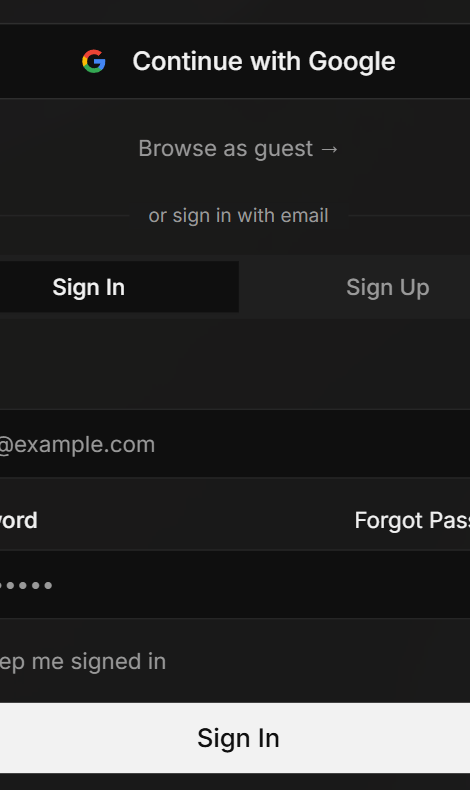 Continue with Google
Browse as guest →
or sign in with email
Sign In Sign Up
@example.com
word Forgot Pass
•••••
ep me signed in
Sign In